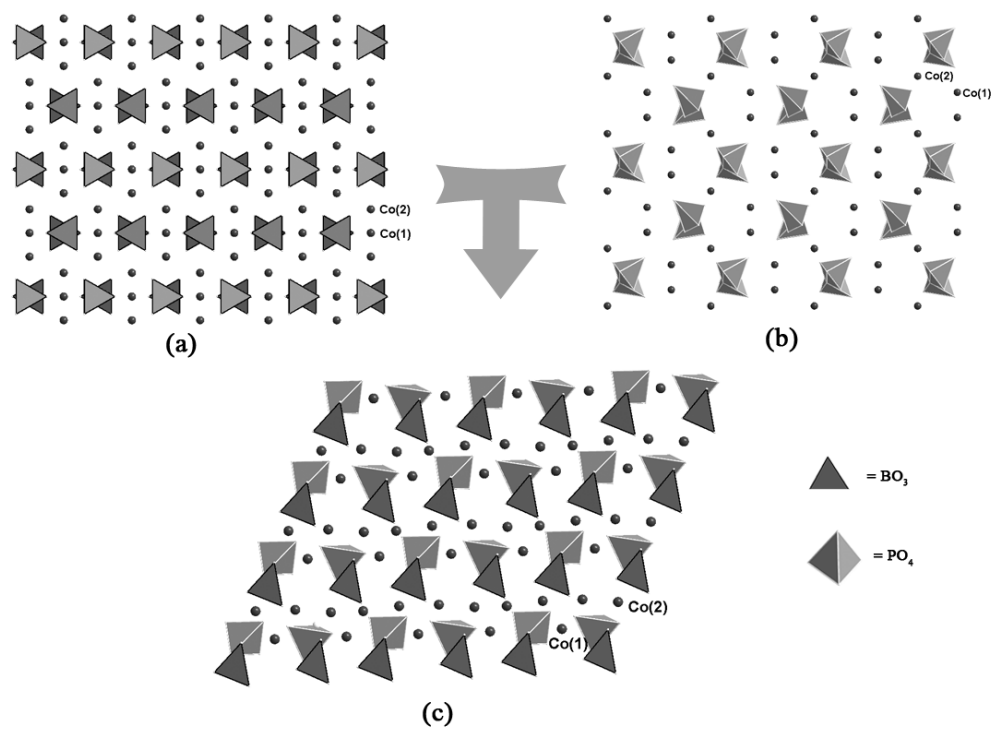 Co(2)
Co(1)
(a)
Co(2)
Co(1)
(b)
Co(2)
Co(1)
(c)
= BO₃
= PO₄